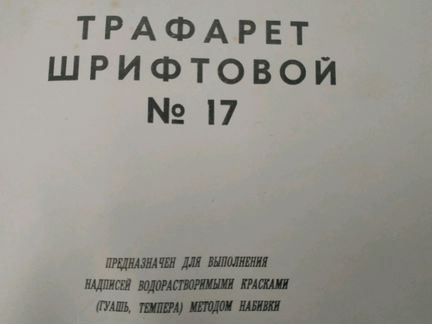 ТРАФАРЕТ
ШРИФТОВОЙ
№ 17
ПРЕДНАЗНАЧЕН ДЛЯ ВЫПОЛНЕНИЯ
НАДПИСЕЙ ВОДОРАСТВОРИМЫМИ КРАСКАМИ
(ГУАШЬ, ТЕМПЕРА) МЕТОДОМ НАБИВКИ